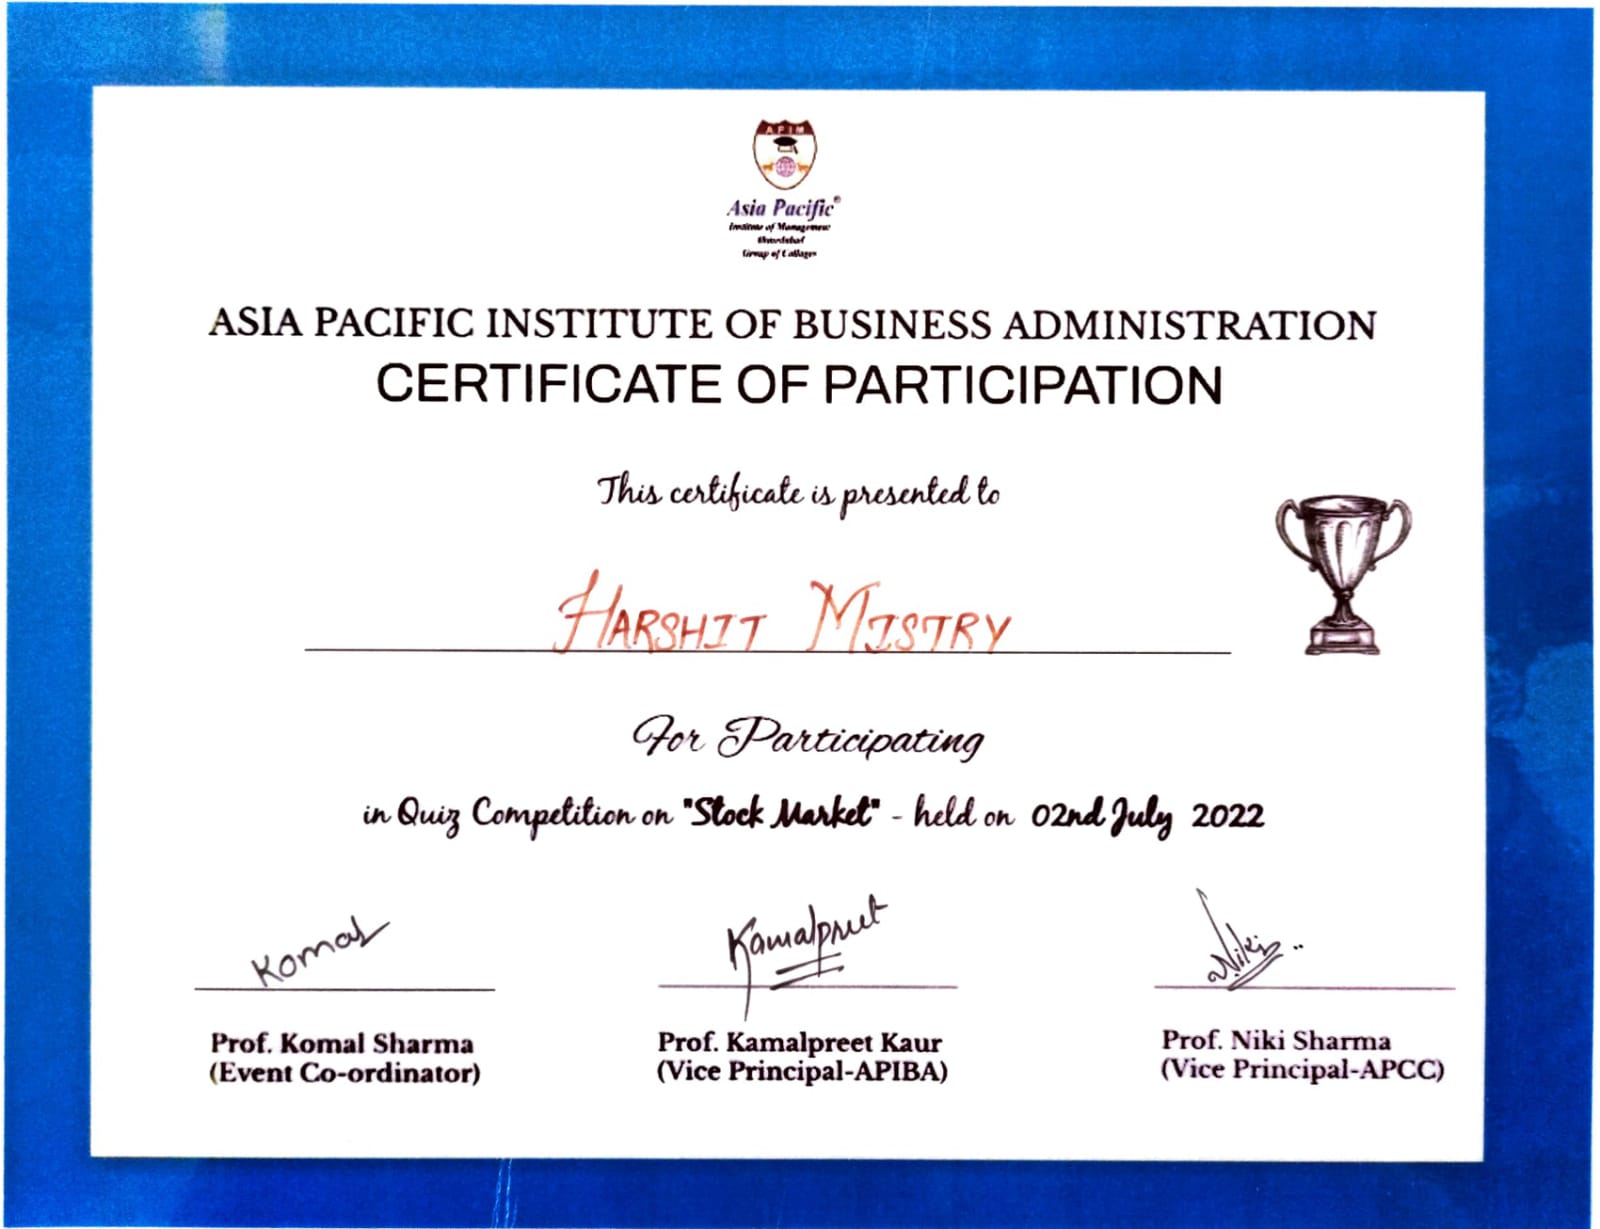 APIM
Asia Pacific®
Institute of Management
Ahmedabad
Group of Colleges
ASIA PACIFIC INSTITUTE OF BUSINESS ADMINISTRATION
CERTIFICATE OF PARTICIPATION
This certificate is presented to
HARSHIT MISTRY
For Participating
in Quiz Competition on "Stock Market" - held on 02nd July 2022
Komal Kamalpreet Niki
Prof. Komal Sharma Prof. Kamalpreet Kaur Prof. Niki Sharma
(Event Co-ordinator) (Vice Principal-APIBA) (Vice Principal-APCC)